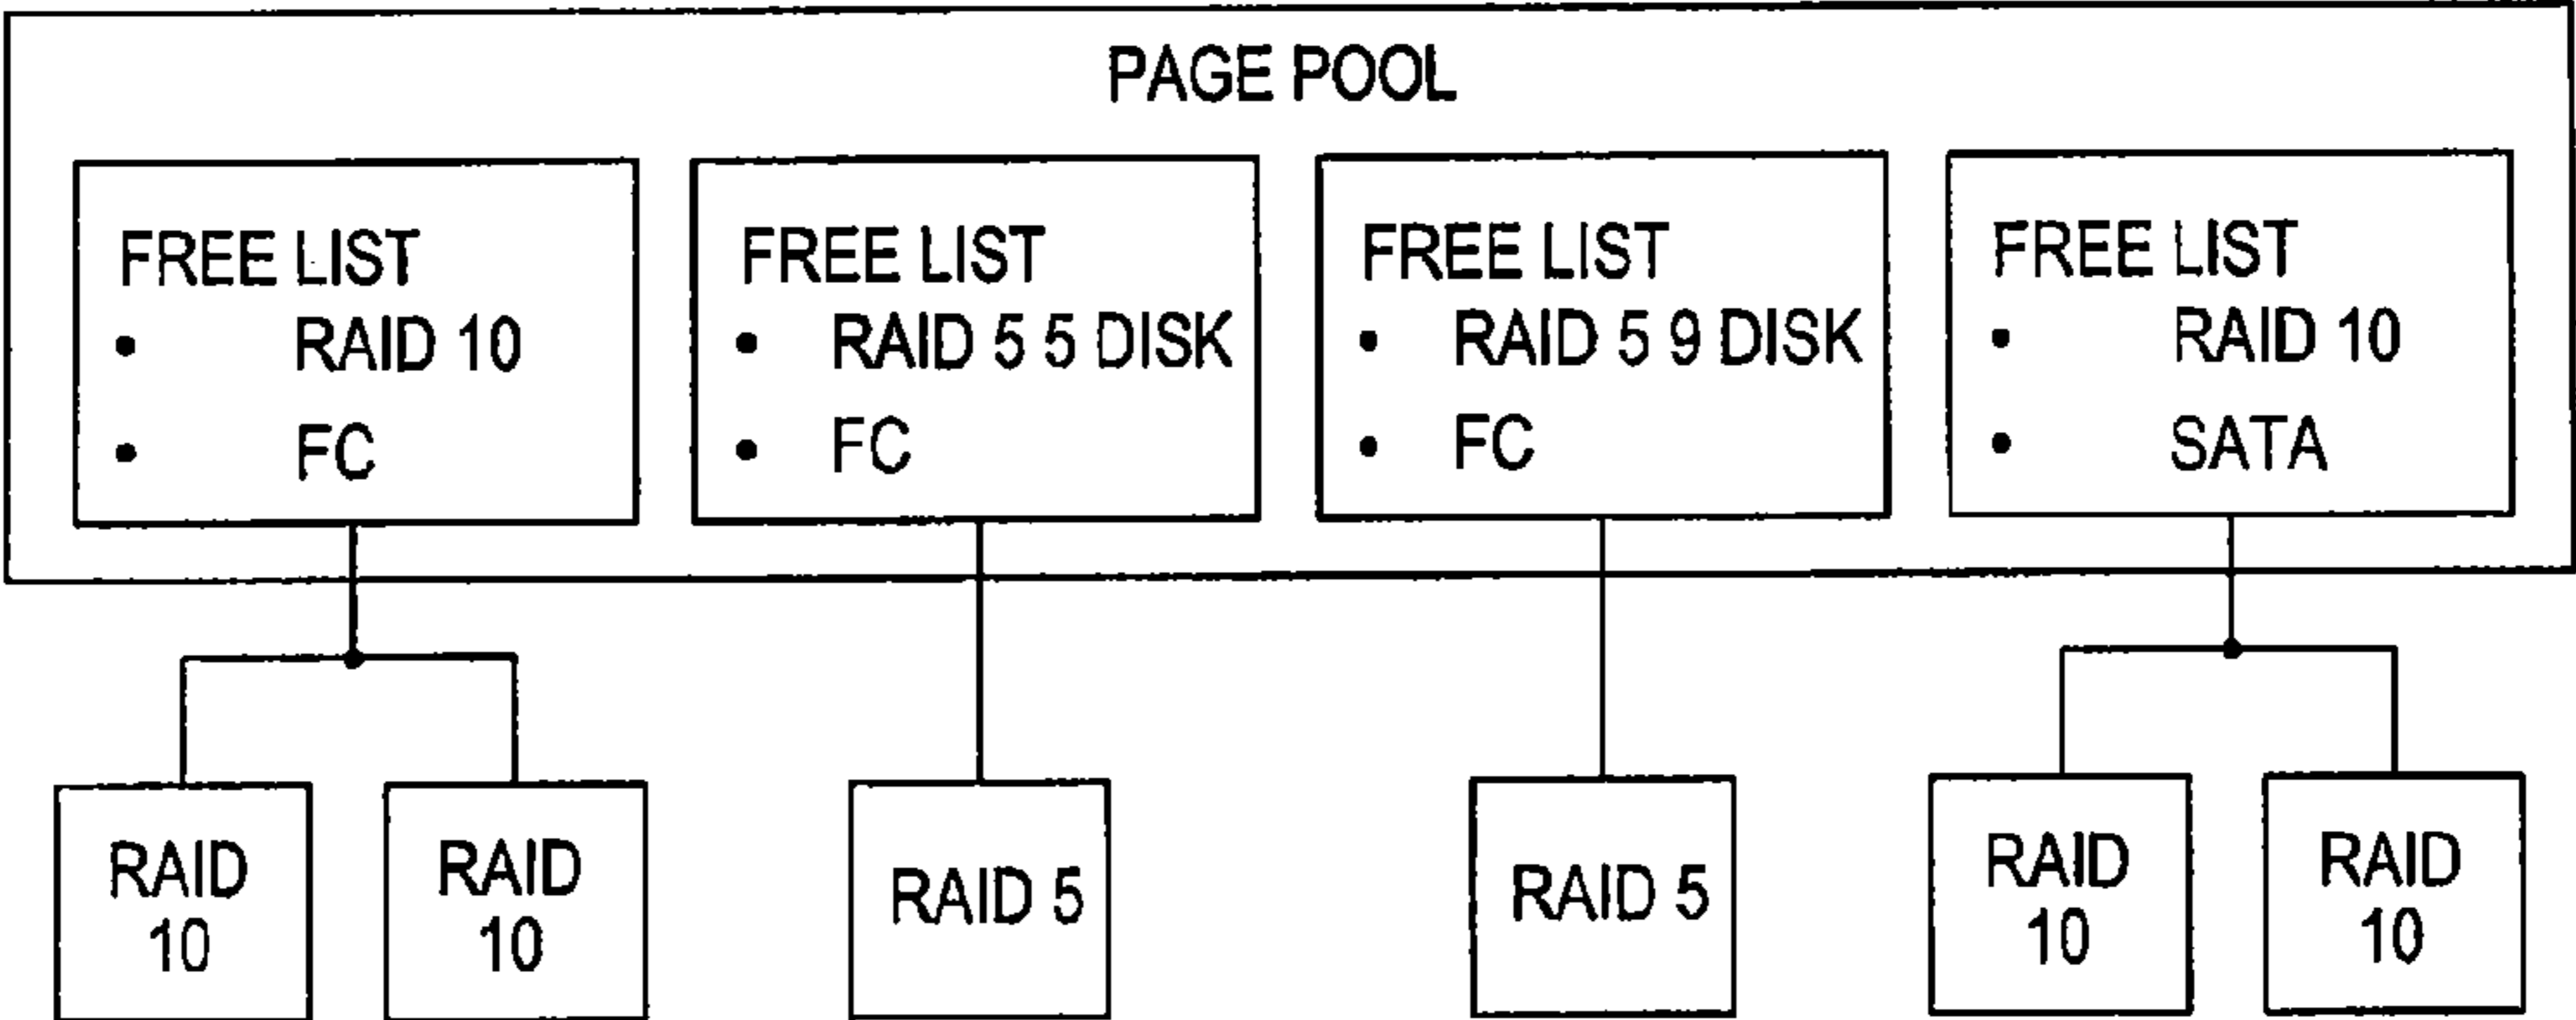 PAGE POOL
FREE LIST
• RAID 10
• FC
FREE LIST
• RAID 5 5 DISK
• FC
FREE LIST
• RAID 5 9 DISK
• FC
FREE LIST
• RAID 10
• SATA
RAID
10
RAID
10
RAID 5
RAID 5
RAID
10
RAID
10